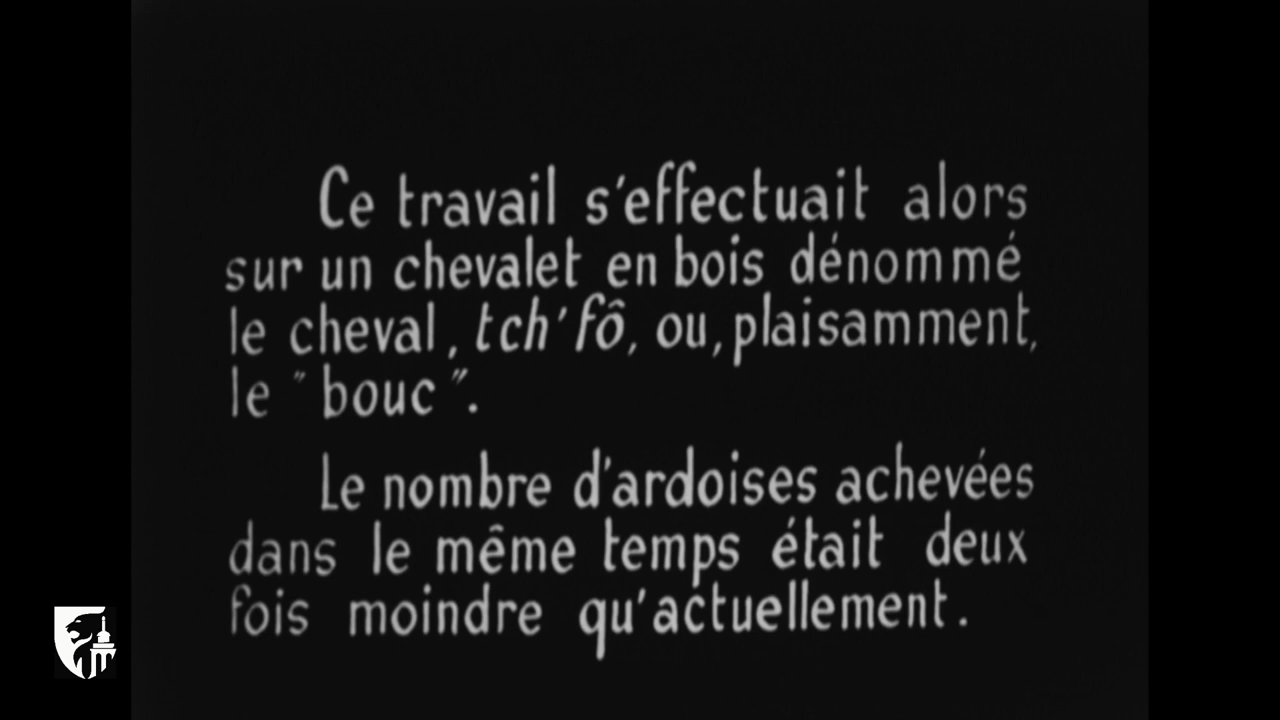 Ce travail s'effectuait alors
sur un chevalet en bois dénommé
le cheval, tch'fô, ou, plaisamment,
le "bouc".
Le nombre d'ardoises achevées
dans le même temps était deux
fois moindre qu'actuellement.